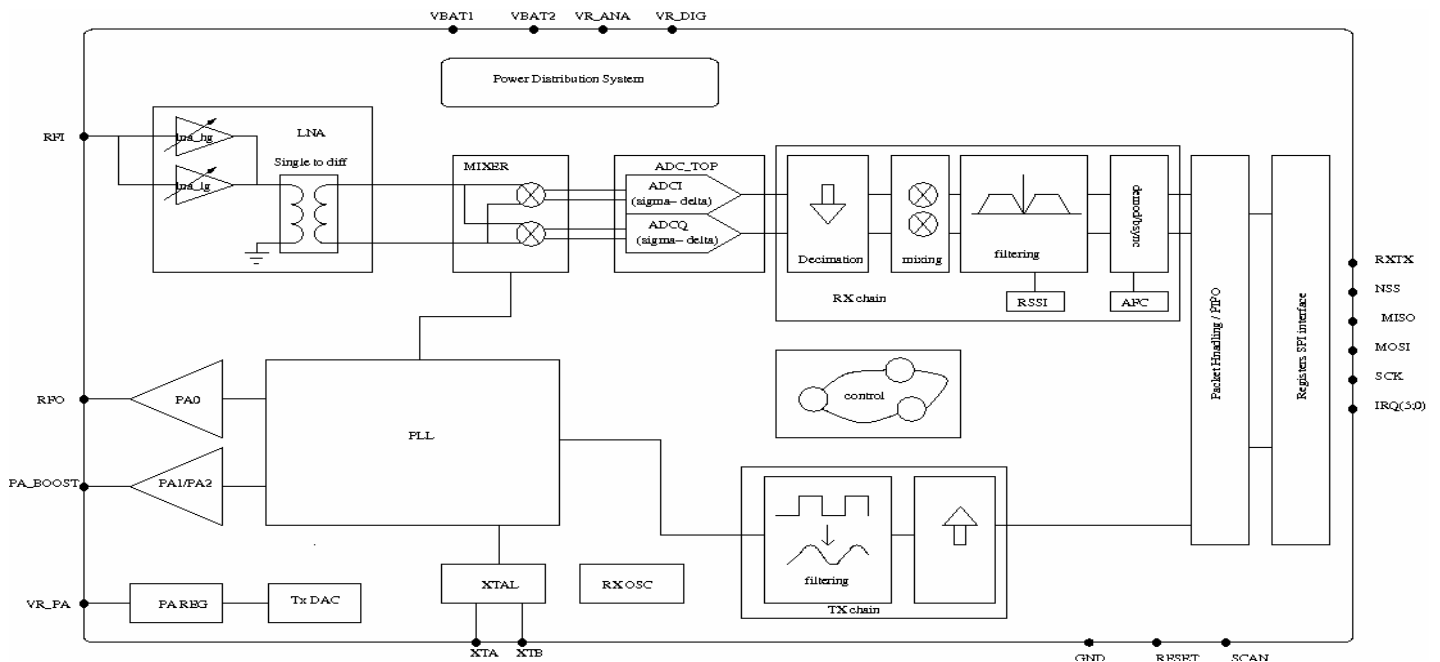 VBAT1
VBAT2
VR_ANA
VR_DIG
Power Distribution System
RFI
lna_hg
LNA
lna_lg
Single to diff
MIXER
ADC_TOP
ADCI
(sigma- delta)
ADCQ
(sigma- delta)
Decimation
mixing
filtering
demod/bsync
RX chain
RSSI
AFC
Packet Hnadling / FIFO
Registers SPI interface
RXTX
NSS
MISO
MOSI
SCK
IRQ(5;0)
RFO
PA0
PLL
control
PA_BOOST
PA1/PA2
filtering
TX chain
VR_PA
PA REG
Tx DAC
XTAL
RX OSC
XTA
XTB
GND
RESET
SCAN